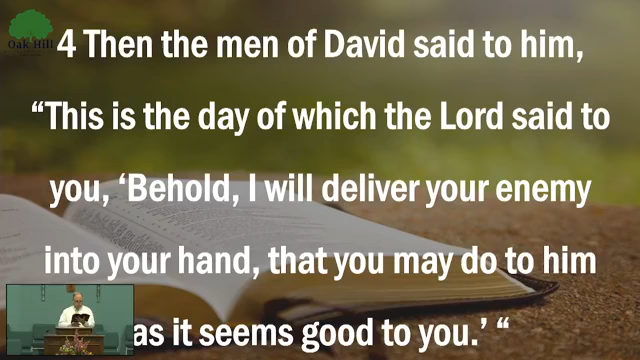 Oak Hill
4 Then the men of David said to him,
“This is the day of which the Lord said to
you, ‘Behold, I will deliver your enemy
into your hand, that you may do to him
as it seems good to you.’ “